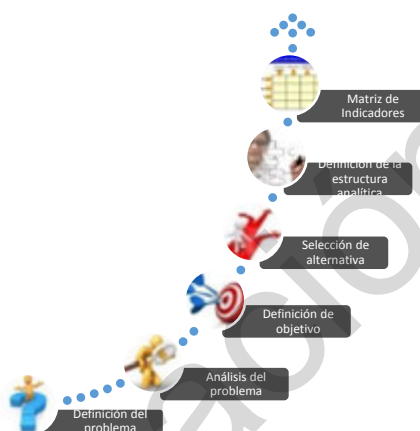 Matriz de
Indicadores
Definición de la
estructura
analítica
Selección de
alternativa
Definición de
objetivo
Análisis del
problema
Definición del
problema